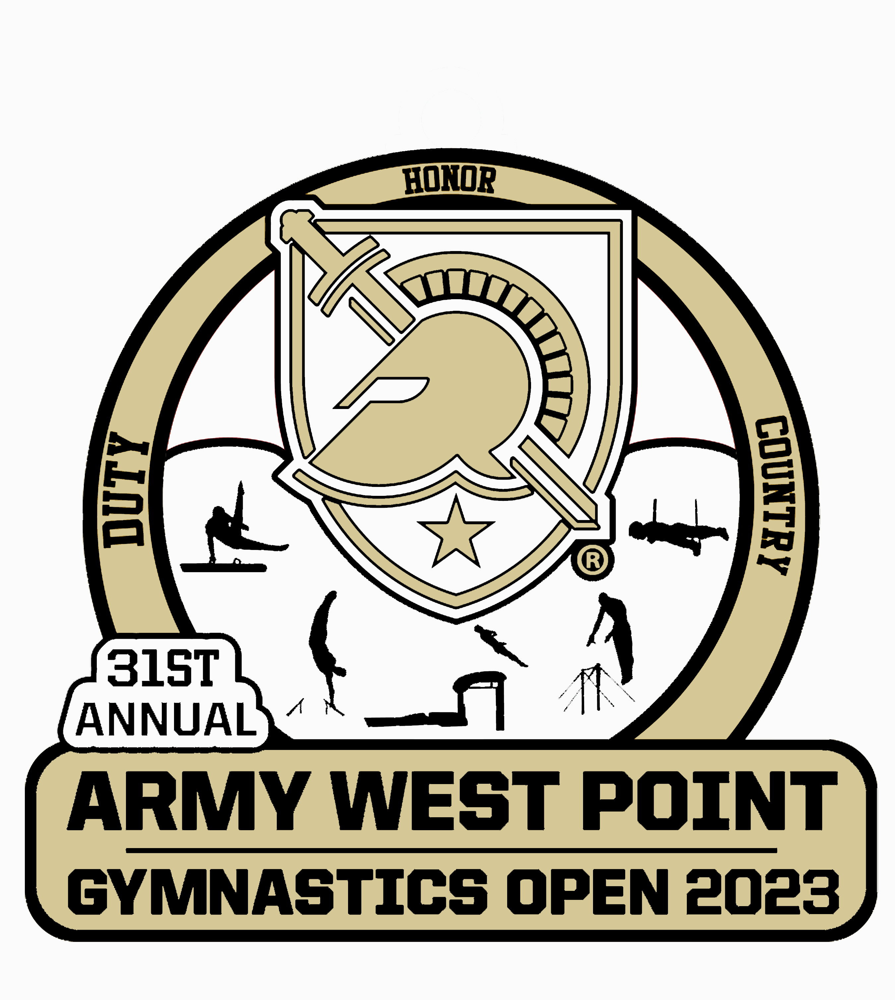 HONOR
DUTY
COUNTRY
®
31ST
ANNUAL
ARMY WEST POINT
GYMNASTICS OPEN 2023